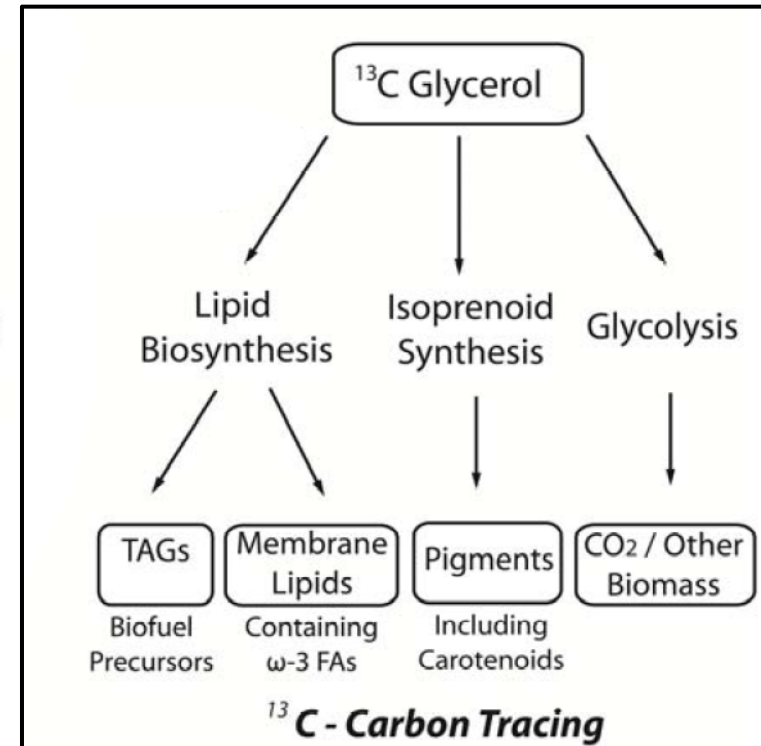 ¹³C Glycerol
Lipid
Biosynthesis
Isoprenoid
Synthesis
Glycolysis
TAGs
Membrane
Lipids
Pigments
CO₂ / Other
Biomass
Biofuel
Precursors
Containing
ω-3 FAs
Including
Carotenoids
¹³C - Carbon Tracing